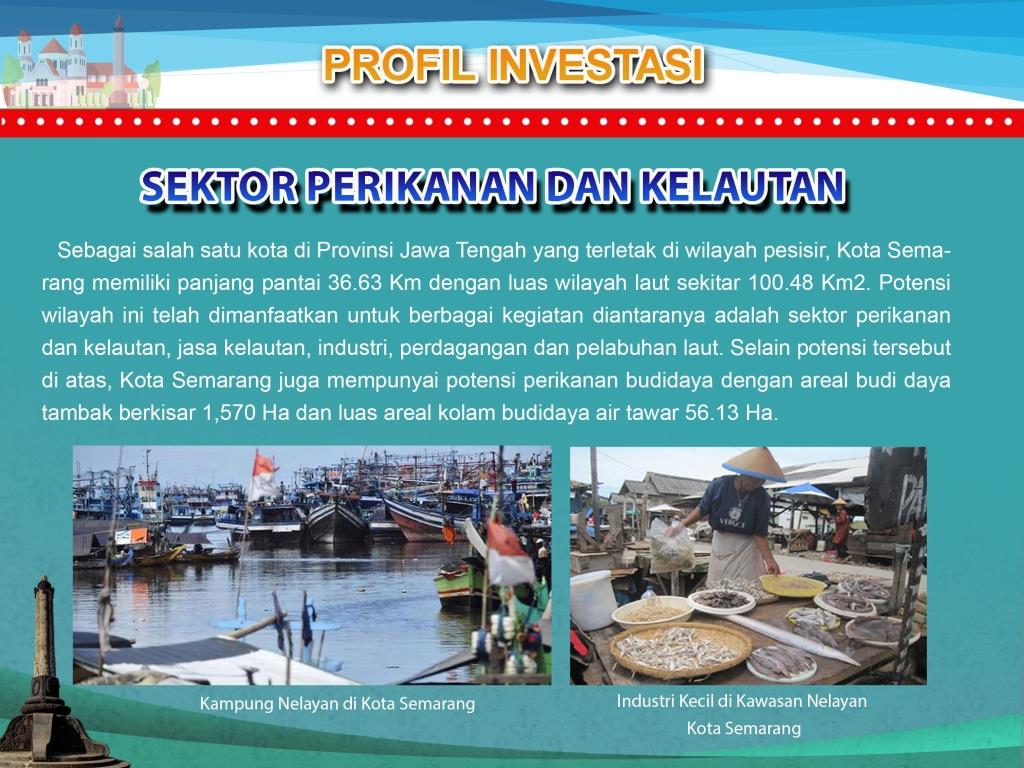 PROFIL INVESTASI
SEKTOR PERIKANAN DAN KELAUTAN
Sebagai salah satu kota di Provinsi Jawa Tengah yang terletak di wilayah pesisir, Kota Sema-
rang memiliki panjang pantai 36.63 Km dengan luas wilayah laut sekitar 100.48 Km2. Potensi
wilayah ini telah dimanfaatkan untuk berbagai kegiatan diantaranya adalah sektor perikanan
dan kelautan, jasa kelautan, industri, perdagangan dan pelabuhan laut. Selain potensi tersebut
di atas, Kota Semarang juga mempunyai potensi perikanan budidaya dengan areal budi daya
tambak berkisar 1,570 Ha dan luas areal kolam budidaya air tawar 56.13 Ha.
Kampung Nelayan di Kota Semarang
Industri Kecil di Kawasan Nelayan
Kota Semarang